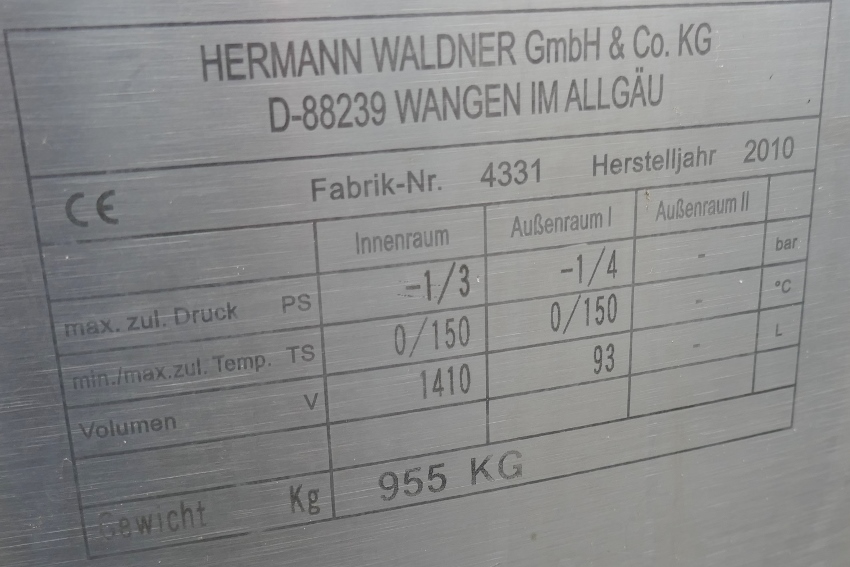 HERMANN WALDNER GmbH & Co. KG
D-88239 WANGEN IM ALLGÄU
CE Fabrik-Nr. 4331 Herstelljahr 2010
Innenraum Außenraum I Außenraum II
max. zul. Druck PS -1/3 -1/4 - bar
min./max.zul. Temp. TS 0/150 0/150 - °C
Volumen V 1410 93 - L
Gewicht Kg 955 KG